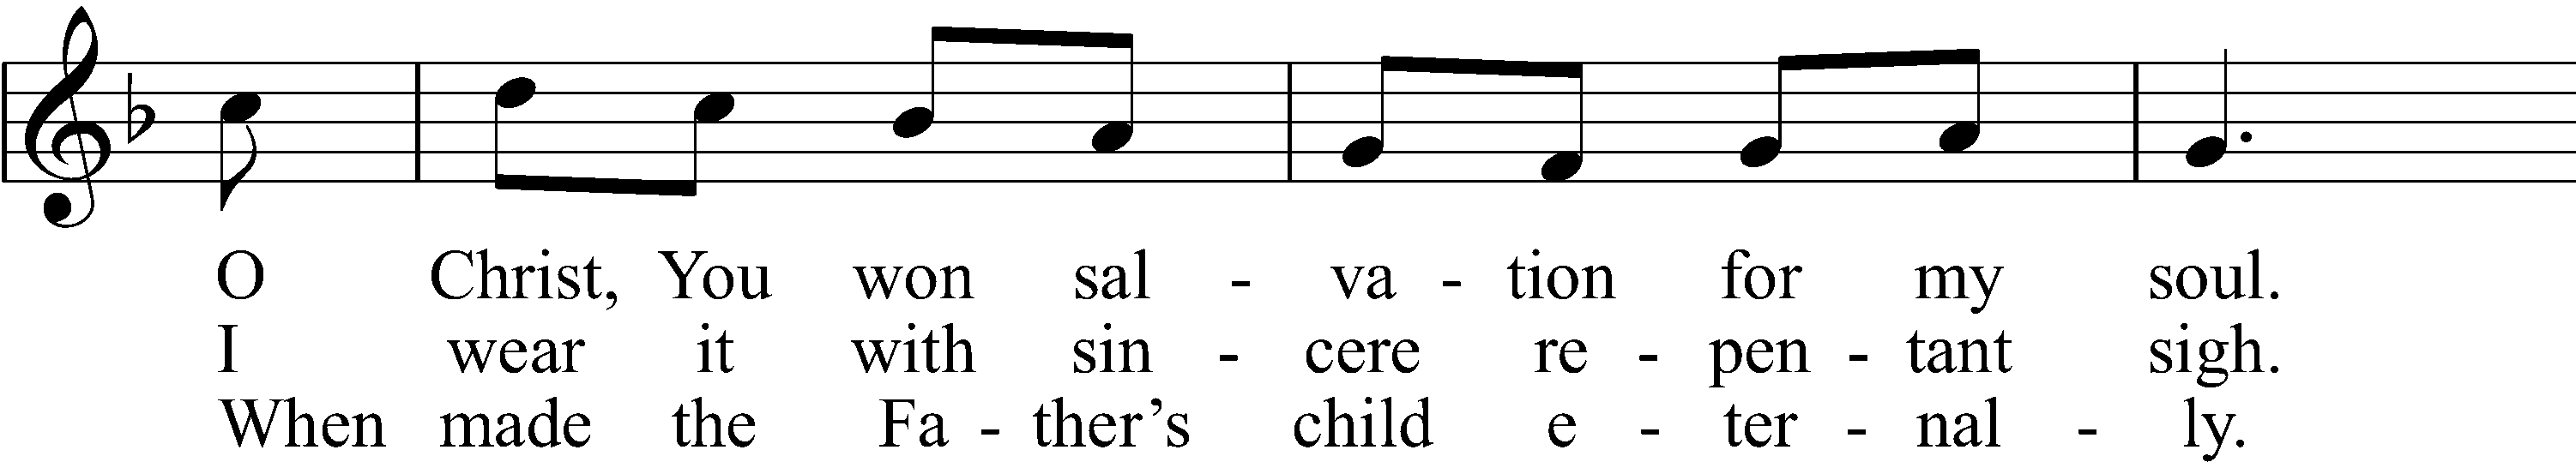 O Christ, You won sal - va - tion for my soul.
I wear it with sin - cere re - pen - tant sigh.
When made the Fa - ther’s child e - ter - nal - ly.